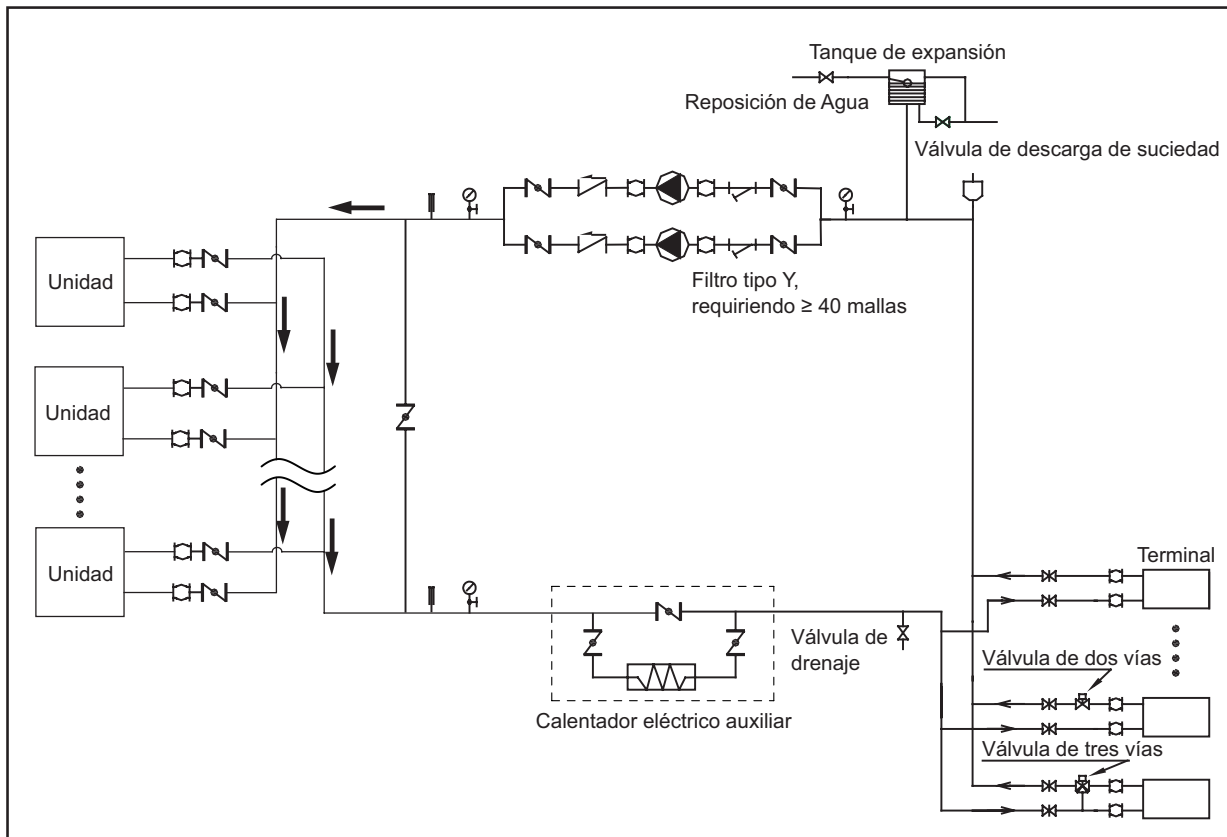 Tanque de expansión
Reposición de Agua
Válvula de descarga de suciedad
Filtro tipo Y,
requiriendo ≥ 40 mallas
Unidad
Unidad
Unidad
Terminal
Válvula de
drenaje
Válvula de dos vías
Calentador eléctrico auxiliar
Válvula de tres vías